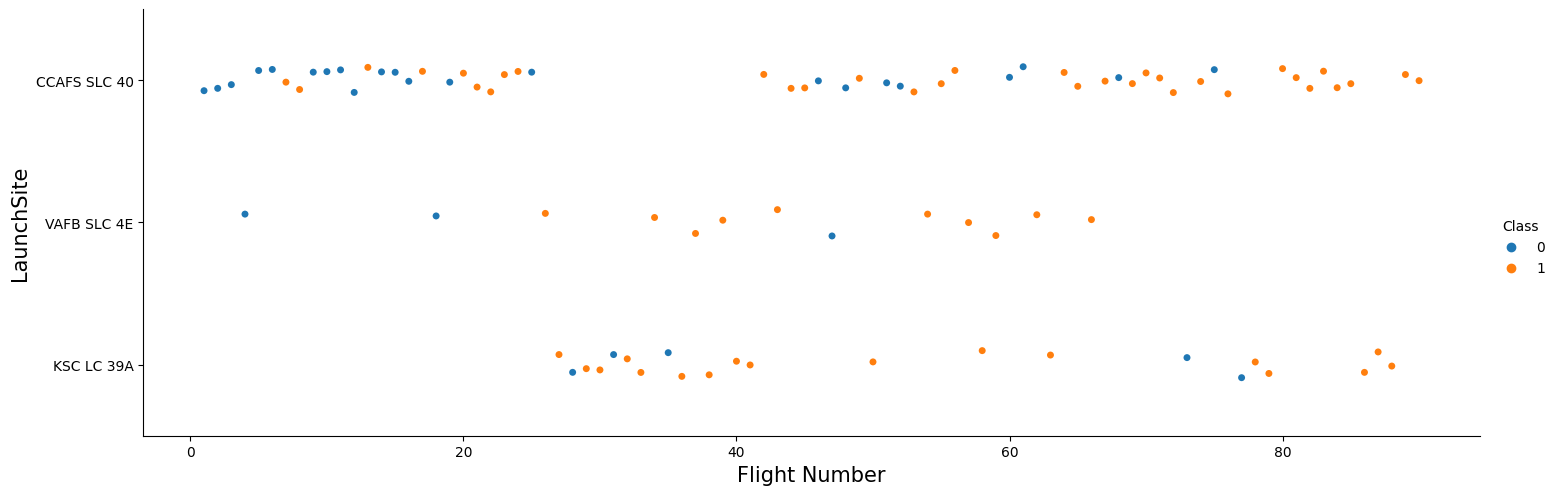 LaunchSite
CCAFS SLC 40
VAFB SLC 4E
KSC LC 39A
0
20
40
60
80
Flight Number
Class
0
1